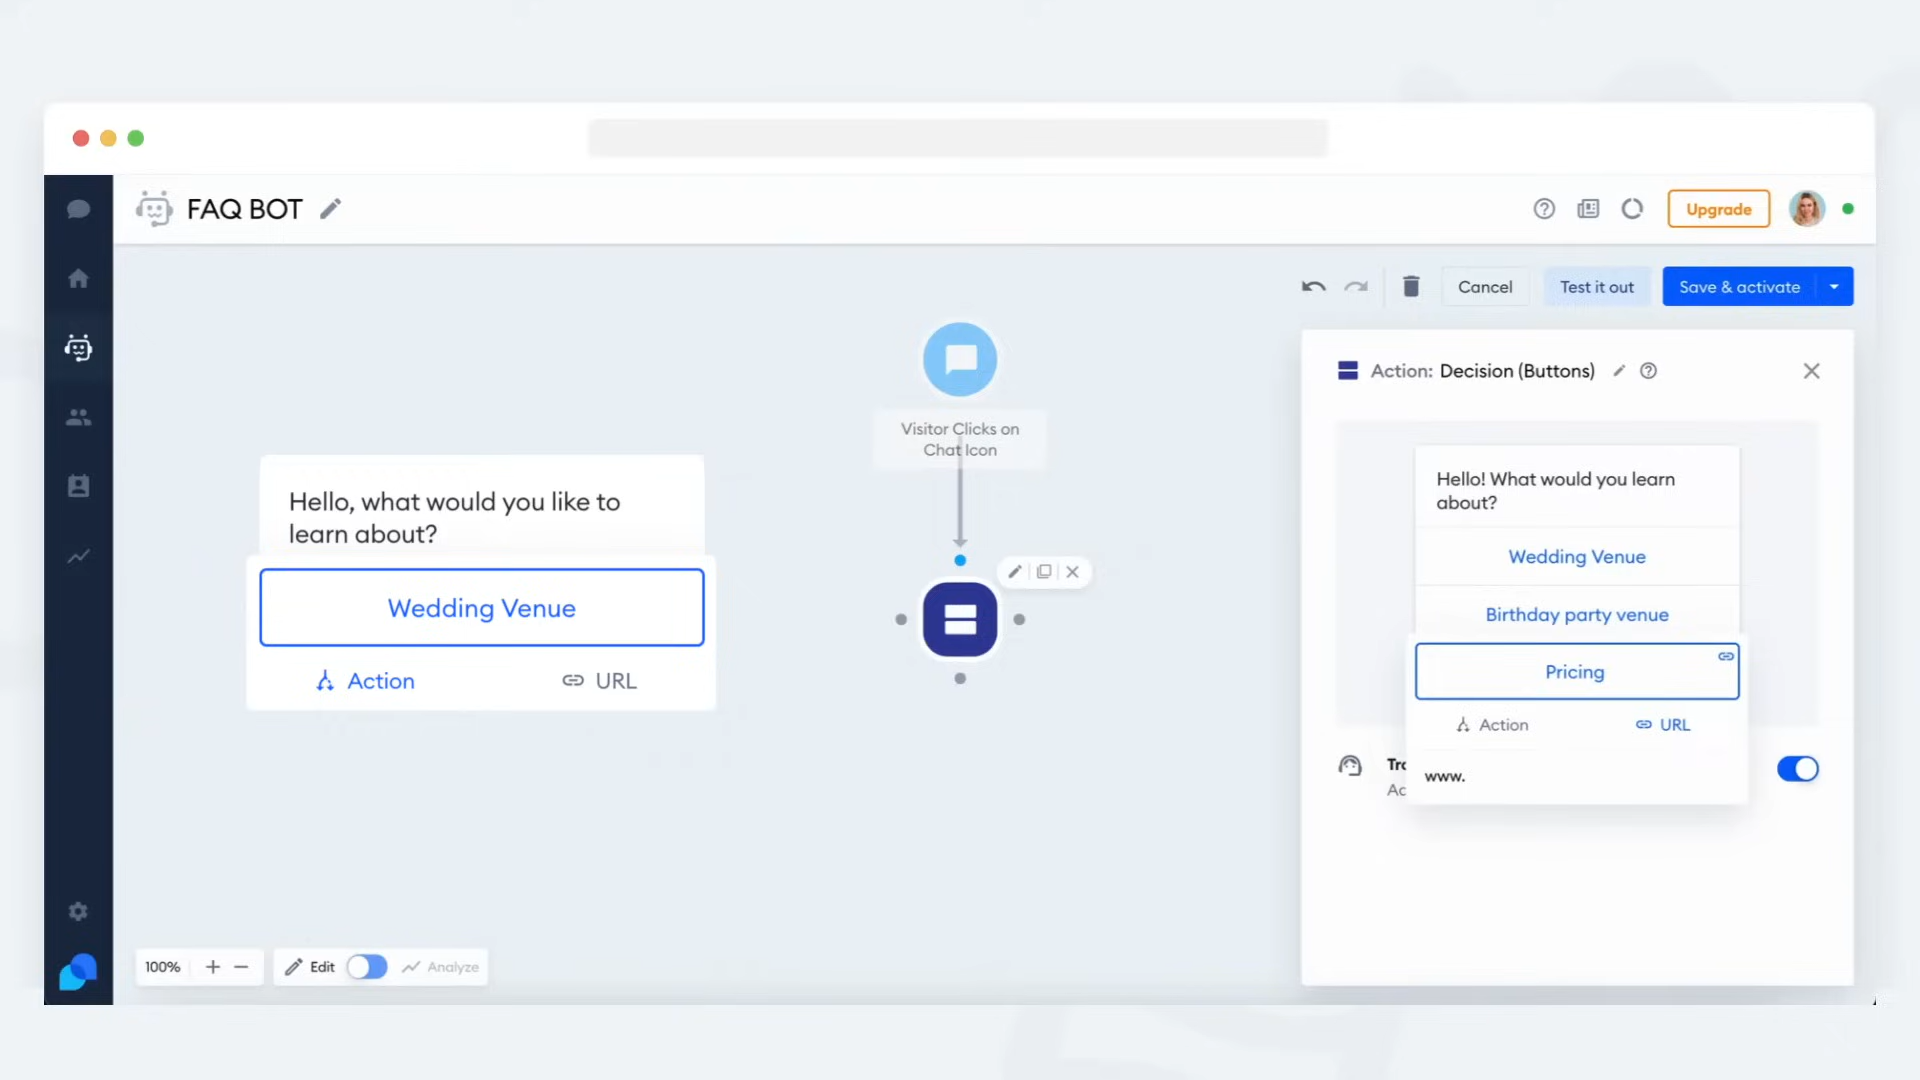 FAQ BOT
Upgrade
Cancel
Test it out
Save & activate
Visitor Clicks on
Chat Icon
Hello, what would you like to
learn about?
Wedding Venue
Action
URL
Action: Decision (Buttons)
Hello! What would you learn
about?
Wedding Venue
Birthday party venue
Pricing
Action
URL
www.
100%
Edit
Analyze